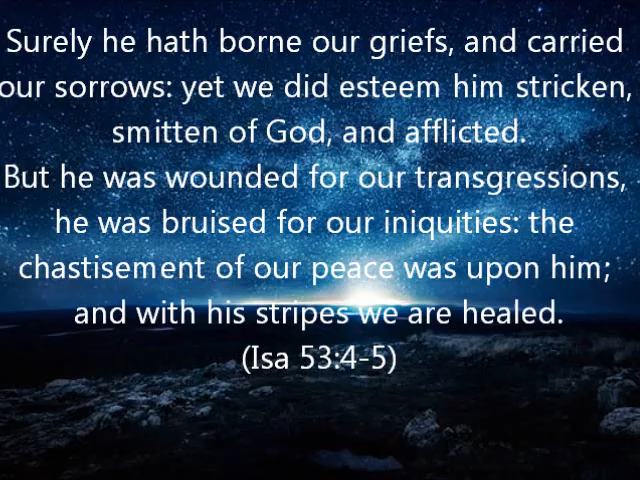 Surely he hath borne our griefs, and carried
our sorrows: yet we did esteem him stricken,
smitten of God, and afflicted.
But he was wounded for our transgressions,
he was bruised for our iniquities: the
chastisement of our peace was upon him;
and with his stripes we are healed.
(Isa 53:4-5)